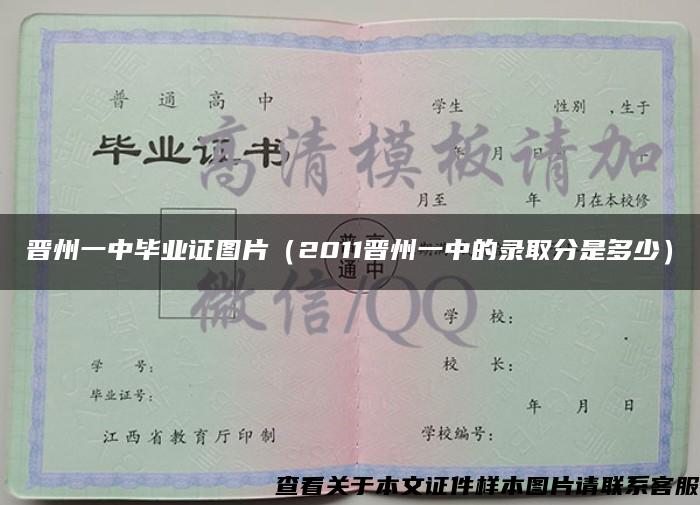 普通高中
毕业证书
学号：
毕业证号：
江西省教育厅印制
学生 性别 ,生于
年 月 日
月至 年 月在本校修
学 校：
校 长：
年 月 日
学校编号：
普高
通中
高清模板请加
微信/QQ
晋州一中毕业证图片（2011晋州一中的录取分是多少）
查看关于本文证件样本图片请联系客服